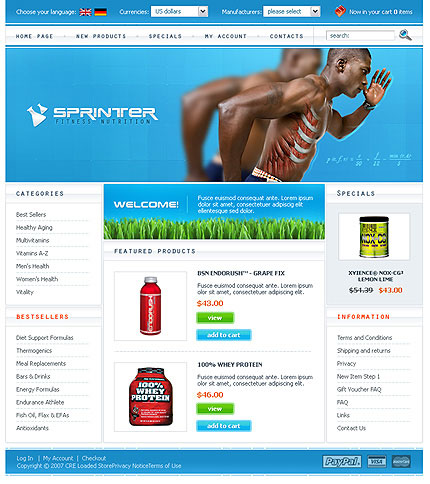 Choose your language: Currencies: US dollars Manufacturers: please select Now in your cart 0 items
HOME PAGE NEW PRODUCTS SPECIALS MY ACCOUNT CONTACTS search:
SPRINTER
FITNESS NUTRITION
CATEGORIES
Best Sellers
Healthy Aging
Multivitamins
Vitamins A-Z
Men's Health
Women's Health
Vitality
BESTSELLERS
Diet Support Formulas
Thermogenics
Meal Replacements
Bars & Drinks
Energy Formulas
Endurance Athlete
Fish Oil, Flax & EFAs
Antioxidants
WELCOME!
Fusce euismod consequat ante. Lorem ipsum
dolor sit amet, consectetuer adipiscing elit
ellentesque sed dolor.
FEATURED PRODUCTS
ENDORUSH
DSN ENDORUSH™ - GRAPE FIX
Fusce euismod consequat ante. Lorem
ipsum dolor sit amet, consectetuer
adipiscing.
$43.00
view
add to cart
100% WHEY
PROTEIN
100% WHEY PROTEIN
Fusce euismod consequat ante. Lorem
ipsum dolor sit amet, consectetuer
adipiscing.
$46.00
view
add to cart
SPECIALS
XYIENCE® NOX-CG³
LEMON LIME
$51.39 $43.00
INFORMATION
Terms and Conditions
Shipping and returns
Privacy
New Item Step 1
Gift Voucher FAQ
FAQ
Links
Contact Us
Log In | My Account | Checkout
Copyright © 2007 CRE Loaded StorePrivacy NoticeTerms of Use
PayPal VISA